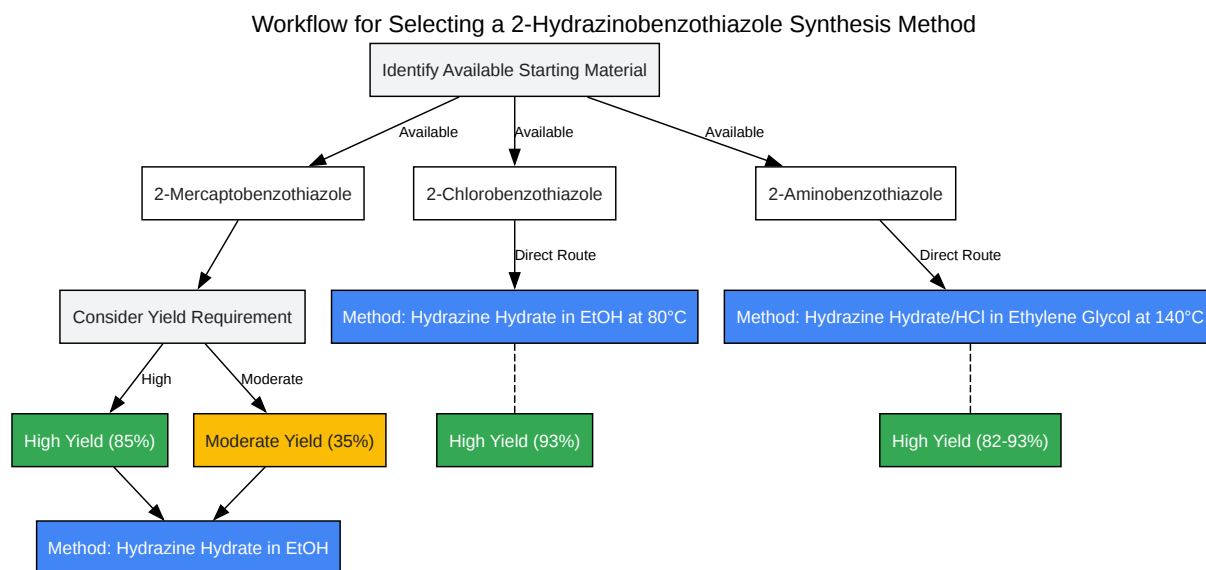 Workflow for Selecting a 2-Hydrazinobenzothiazole Synthesis Method
Identify Available Starting Material
Available
Available
Available
2-Mercaptobenzothiazole
2-Chlorobenzothiazole
2-Aminobenzothiazole
Direct Route
Direct Route
Consider Yield Requirement
Method: Hydrazine Hydrate in EtOH at 80°C
Method: Hydrazine Hydrate/HCl in Ethylene Glycol at 140°C
High
Moderate
High Yield (85%)
Moderate Yield (35%)
High Yield (93%)
High Yield (82-93%)
Method: Hydrazine Hydrate in EtOH